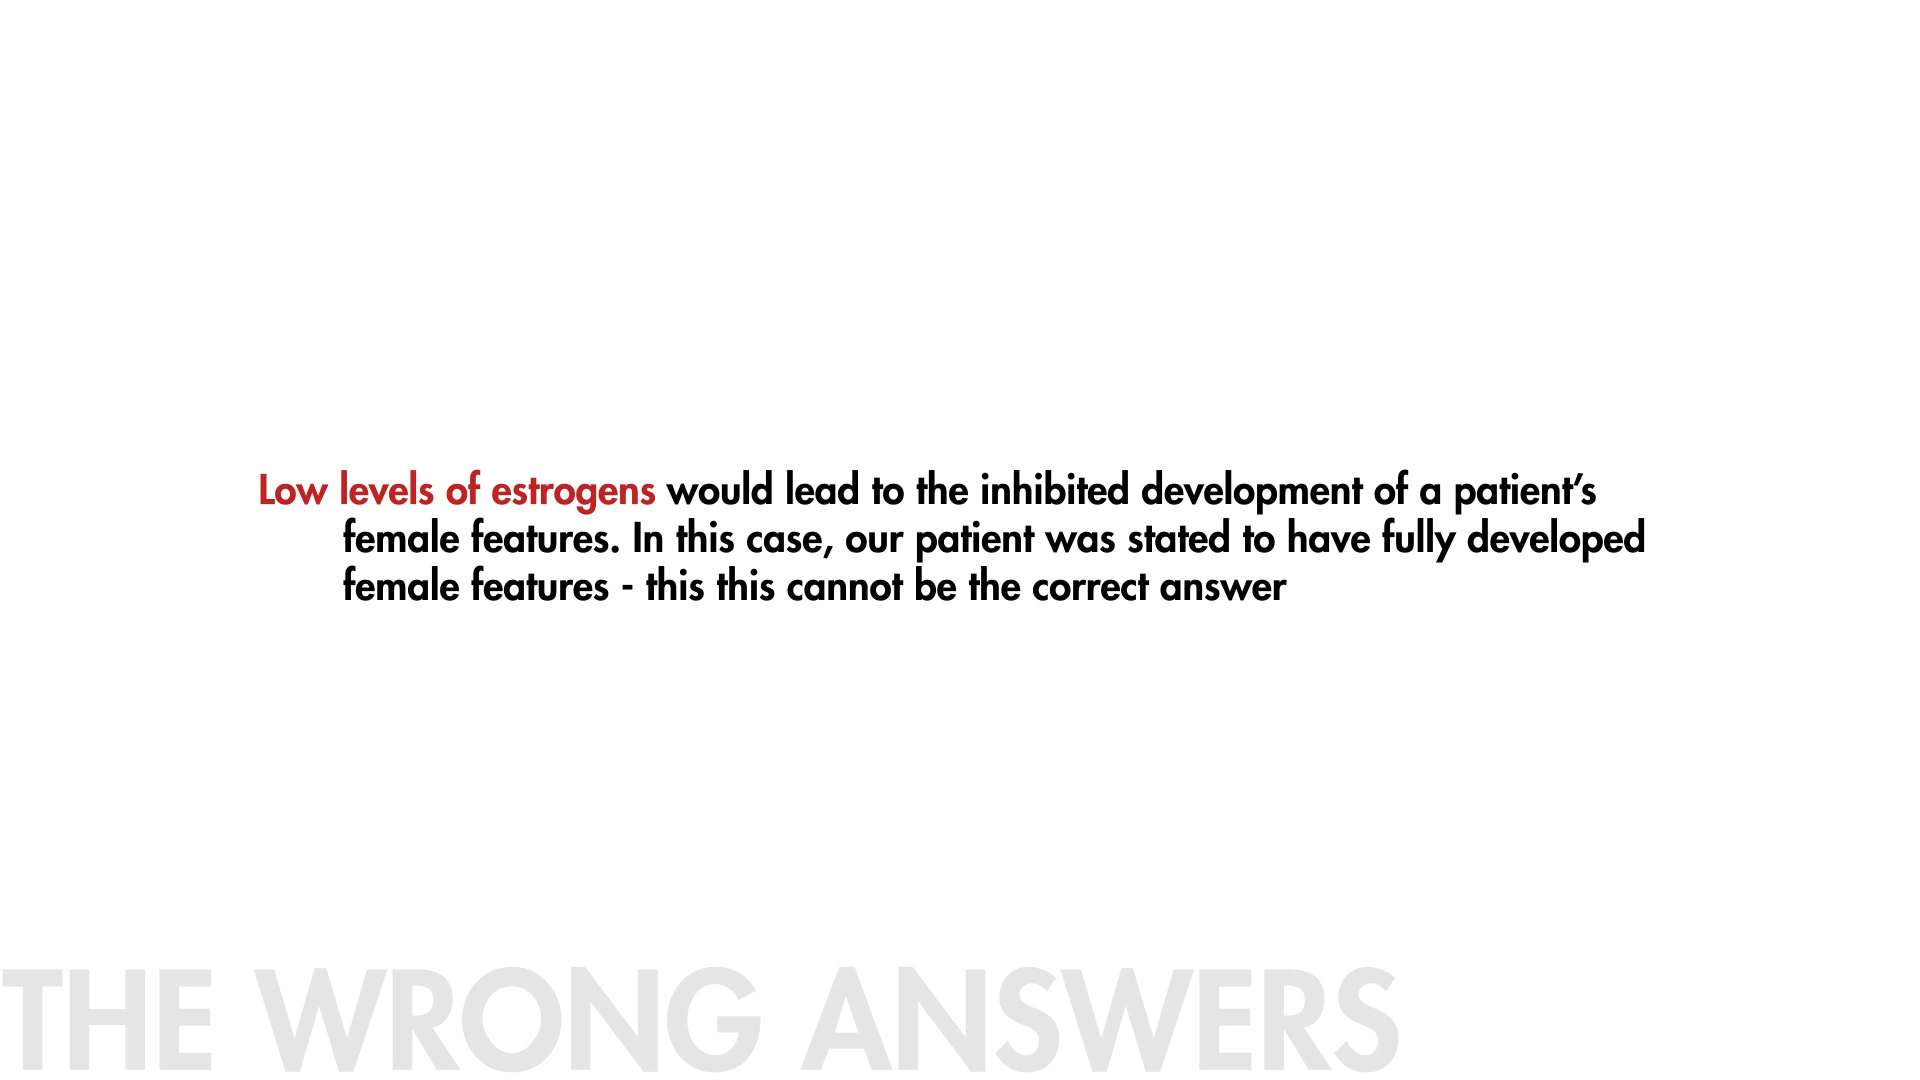 Low levels of estrogens would lead to the inhibited development of a patient’s
female features. In this case, our patient was stated to have fully developed
female features - this this cannot be the correct answer
THE WRONG ANSWERS